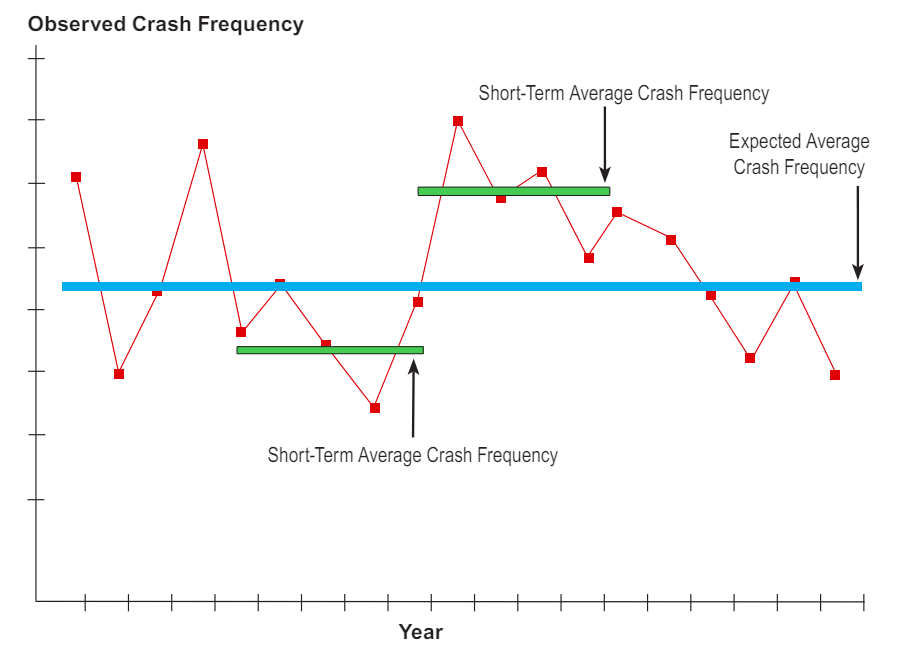 Observed Crash Frequency
Short-Term Average Crash Frequency
Expected Average
Crash Frequency
Short-Term Average Crash Frequency
Year